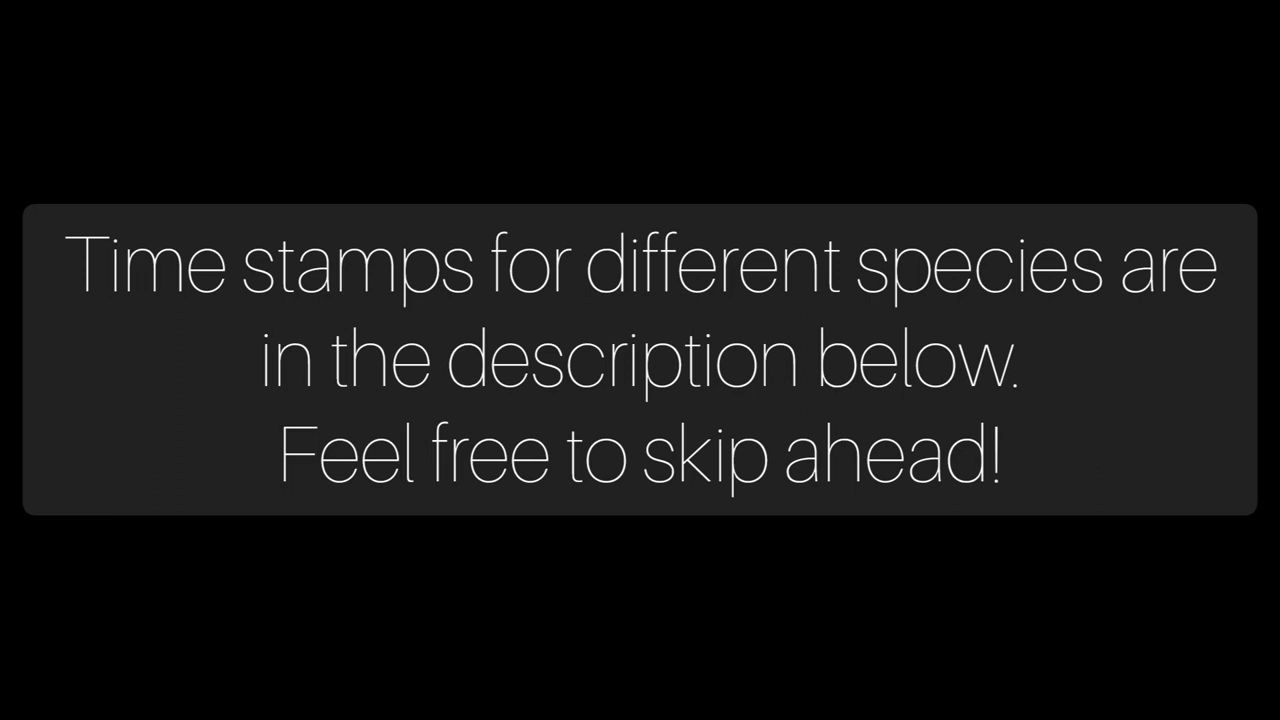 Time stamps for different species are
in the description below.
Feel free to skip ahead!